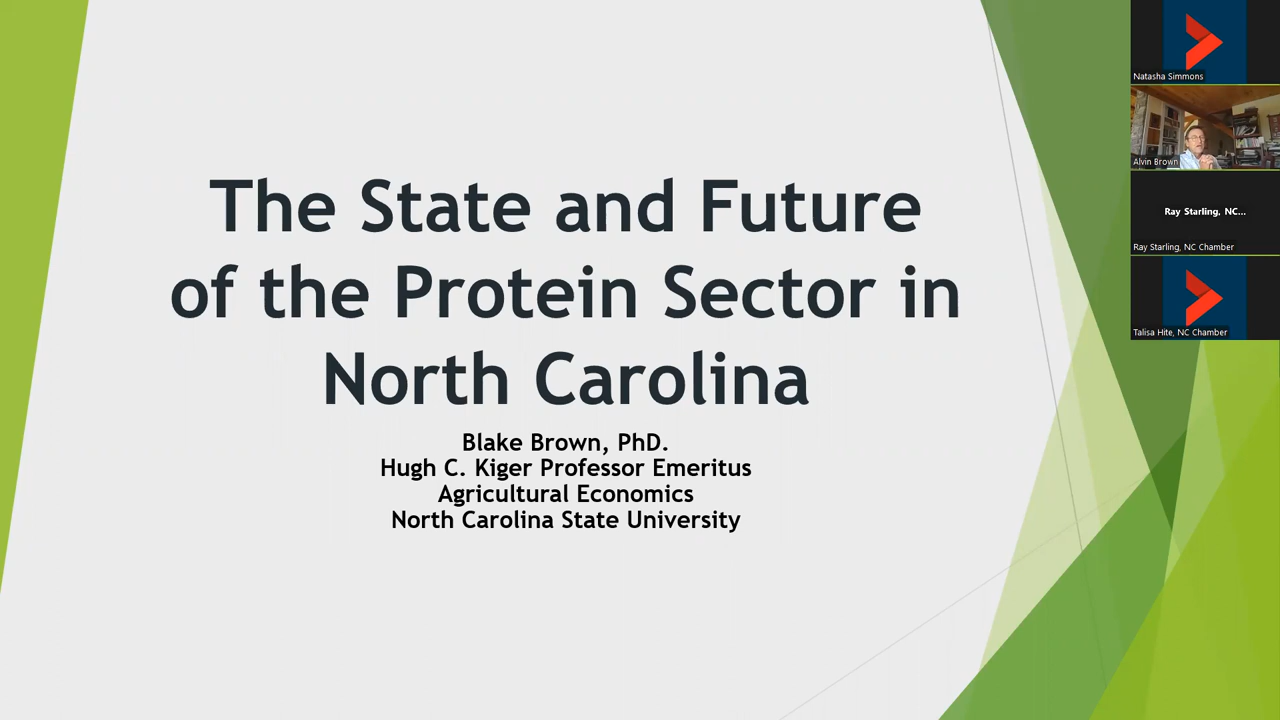 The State and Future
of the Protein Sector in
North Carolina
Blake Brown, PhD.
Hugh C. Kiger Professor Emeritus
Agricultural Economics
North Carolina State University
Natasha Simmons
Alvin Brown
Ray Starling, NC...
Ray Starling, NC Chamber
Talisa Hite, NC Chamber